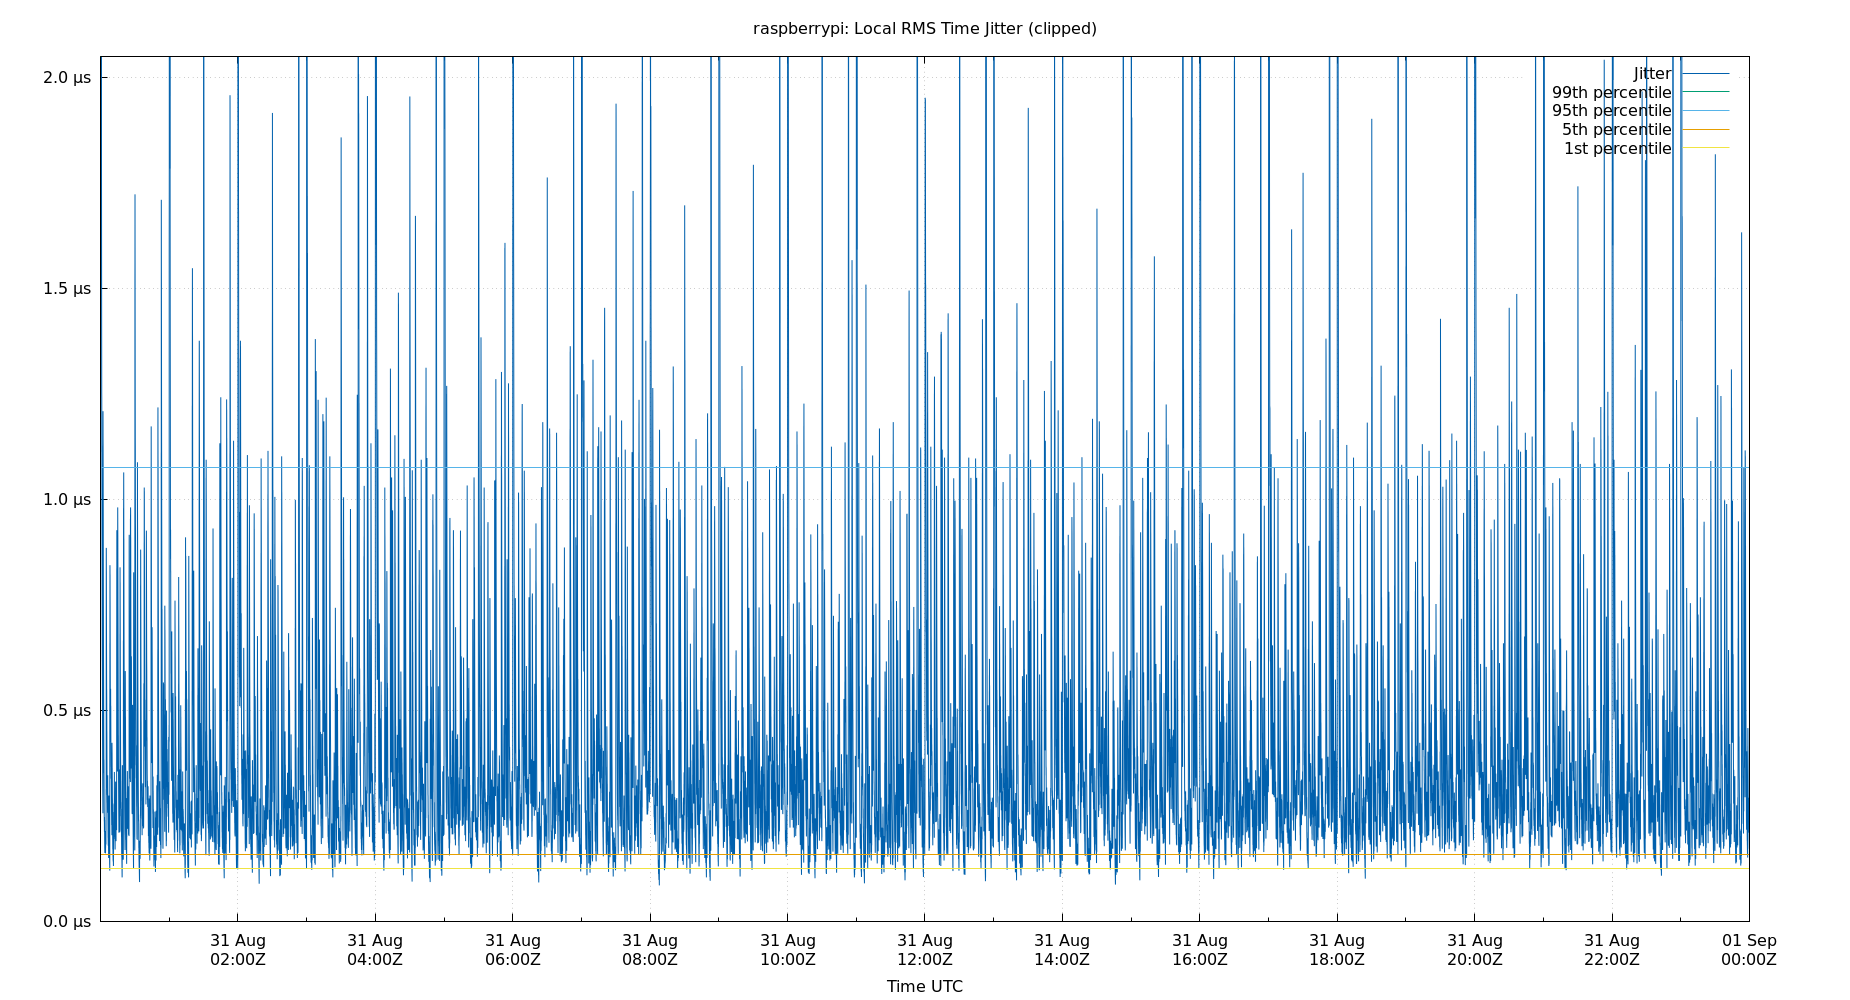 raspberrypi: Local RMS Time Jitter (clipped)
2.0 µs
1.5 µs
1.0 µs
0.5 µs
0.0 µs
Jitter
99th percentile
95th percentile
5th percentile
1st percentile
31 Aug 31 Aug 31 Aug 31 Aug 31 Aug 31 Aug 31 Aug 31 Aug 31 Aug 31 Aug 31 Aug 01 Sep
02:00Z 04:00Z 06:00Z 08:00Z 10:00Z 12:00Z 14:00Z 16:00Z 18:00Z 20:00Z 22:00Z 00:00Z
Time UTC